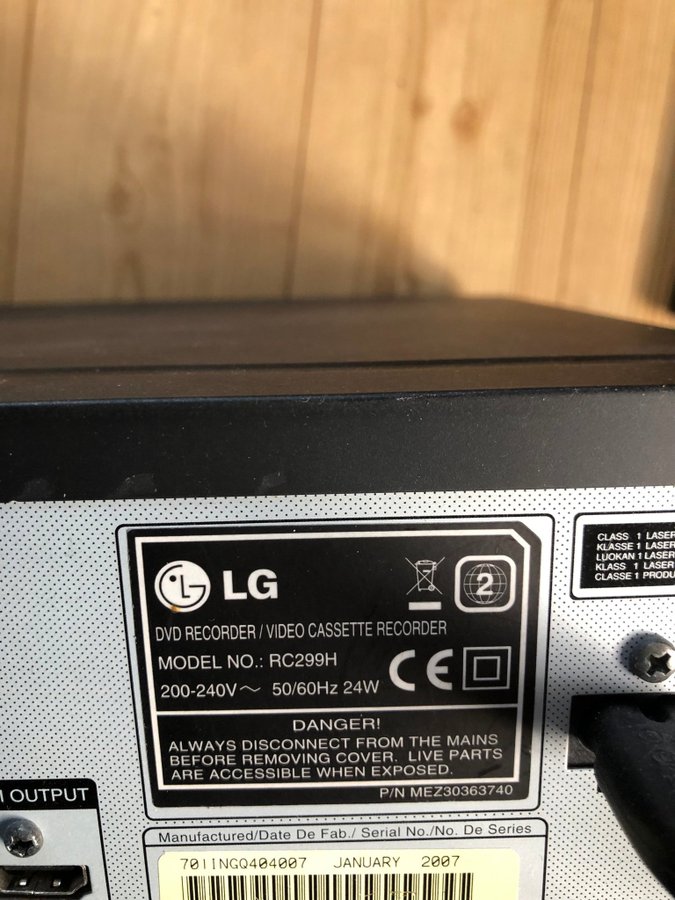 LG
2
DVD RECORDER / VIDEO CASSETTE RECORDER
MODEL NO.: RC299H
CE
200-240V~ 50/60Hz 24W
DANGER!
ALWAYS DISCONNECT FROM THE MAINS
BEFORE REMOVING COVER. LIVE PARTS
ARE ACCESSIBLE WHEN EXPOSED.
P/N MEZ30363740
CLASS 1 LASER
KLASSE 1 LASER
LUOKAN 1 LASER
KLASS 1 LASER
CLASSE 1 PRODU
OUTPUT
Manufactured/Date De Fab./ Serial No./No. De Series
701INGQ404007 JANUARY 2007